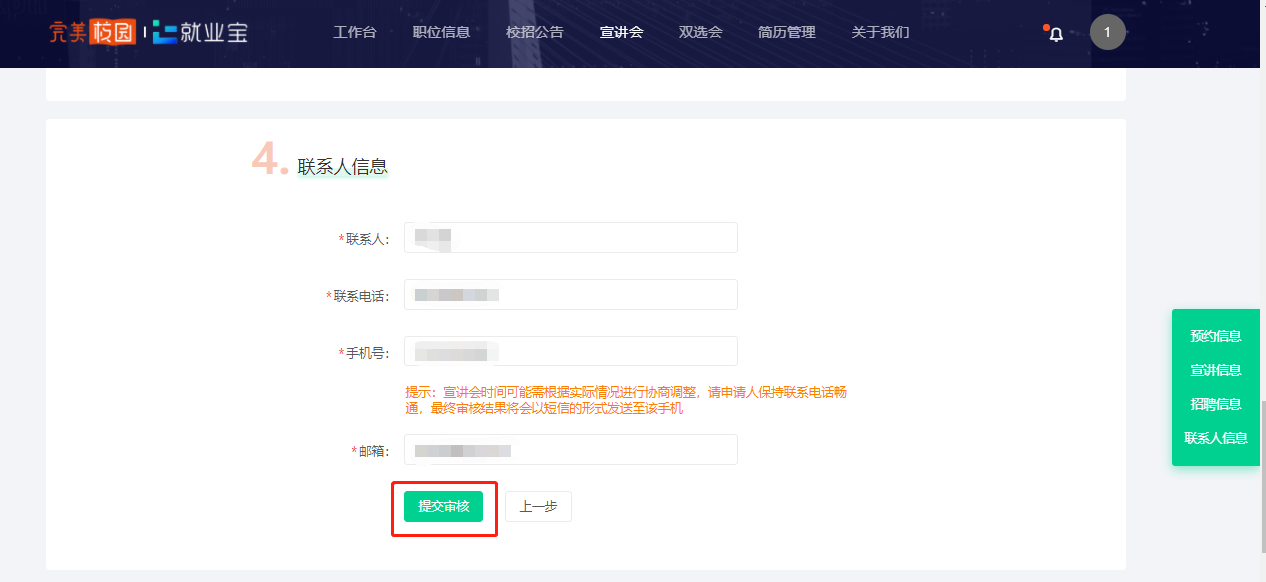 完美校园 | 就业宝 工作台 职位信息 校招公告 宣讲会 双选会 简历管理 关于我们 1
4. 联系人信息
*联系人：
*联系电话：
*手机号：
提示：宣讲会时间可能需根据实际情况进行协商调整，请申请人保持联系电话畅
通，最终审核结果将会以短信的形式发送至该手机
*邮箱：
提交审核 上一步
预约信息
宣讲信息
招聘信息
联系人信息